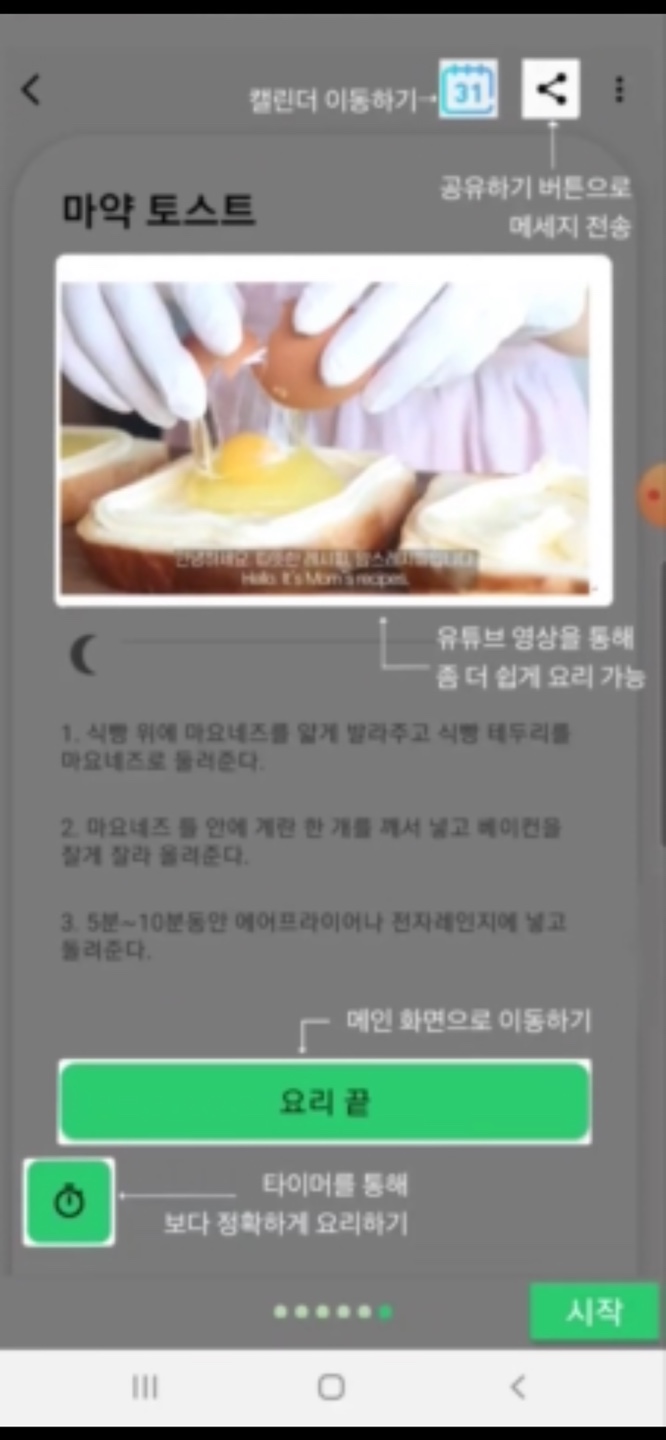 캘린더 이동하기
31
공유하기 버튼으로
메세지 전송
마약 토스트
Hello. It's Mom's recipes.
유튜브 영상을 통해
좀 더 쉽게 요리 가능
1. 식빵 위에 마요네즈를 얇게 발라주고 식빵 테두리를
마요네즈로 둘러준다.
2. 마요네즈 틀 안에 계란 한 개를 깨서 넣고 베이컨을
잘게 잘라 올려준다.
3. 5분~10분동안 에어프라이어나 전자레인지에 넣고
돌려준다.
메인 화면으로 이동하기
요리 끝
타이머를 통해
보다 정확하게 요리하기
시작